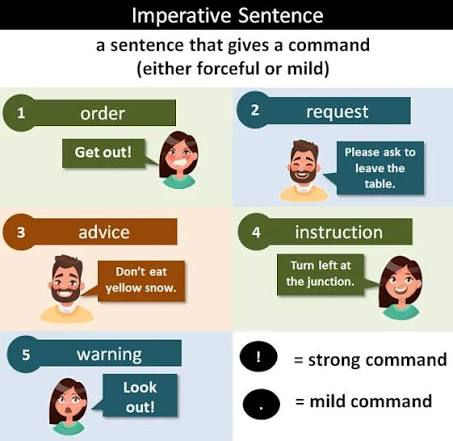 Imperative Sentence
a sentence that gives a command
(either forceful or mild)
1 order
Get out!
2 request
Please ask to
leave the
table.
3 advice
Don't eat
yellow snow.
4 instruction
Turn left at
the junction.
5 warning
Look
out!
! = strong command
. = mild command